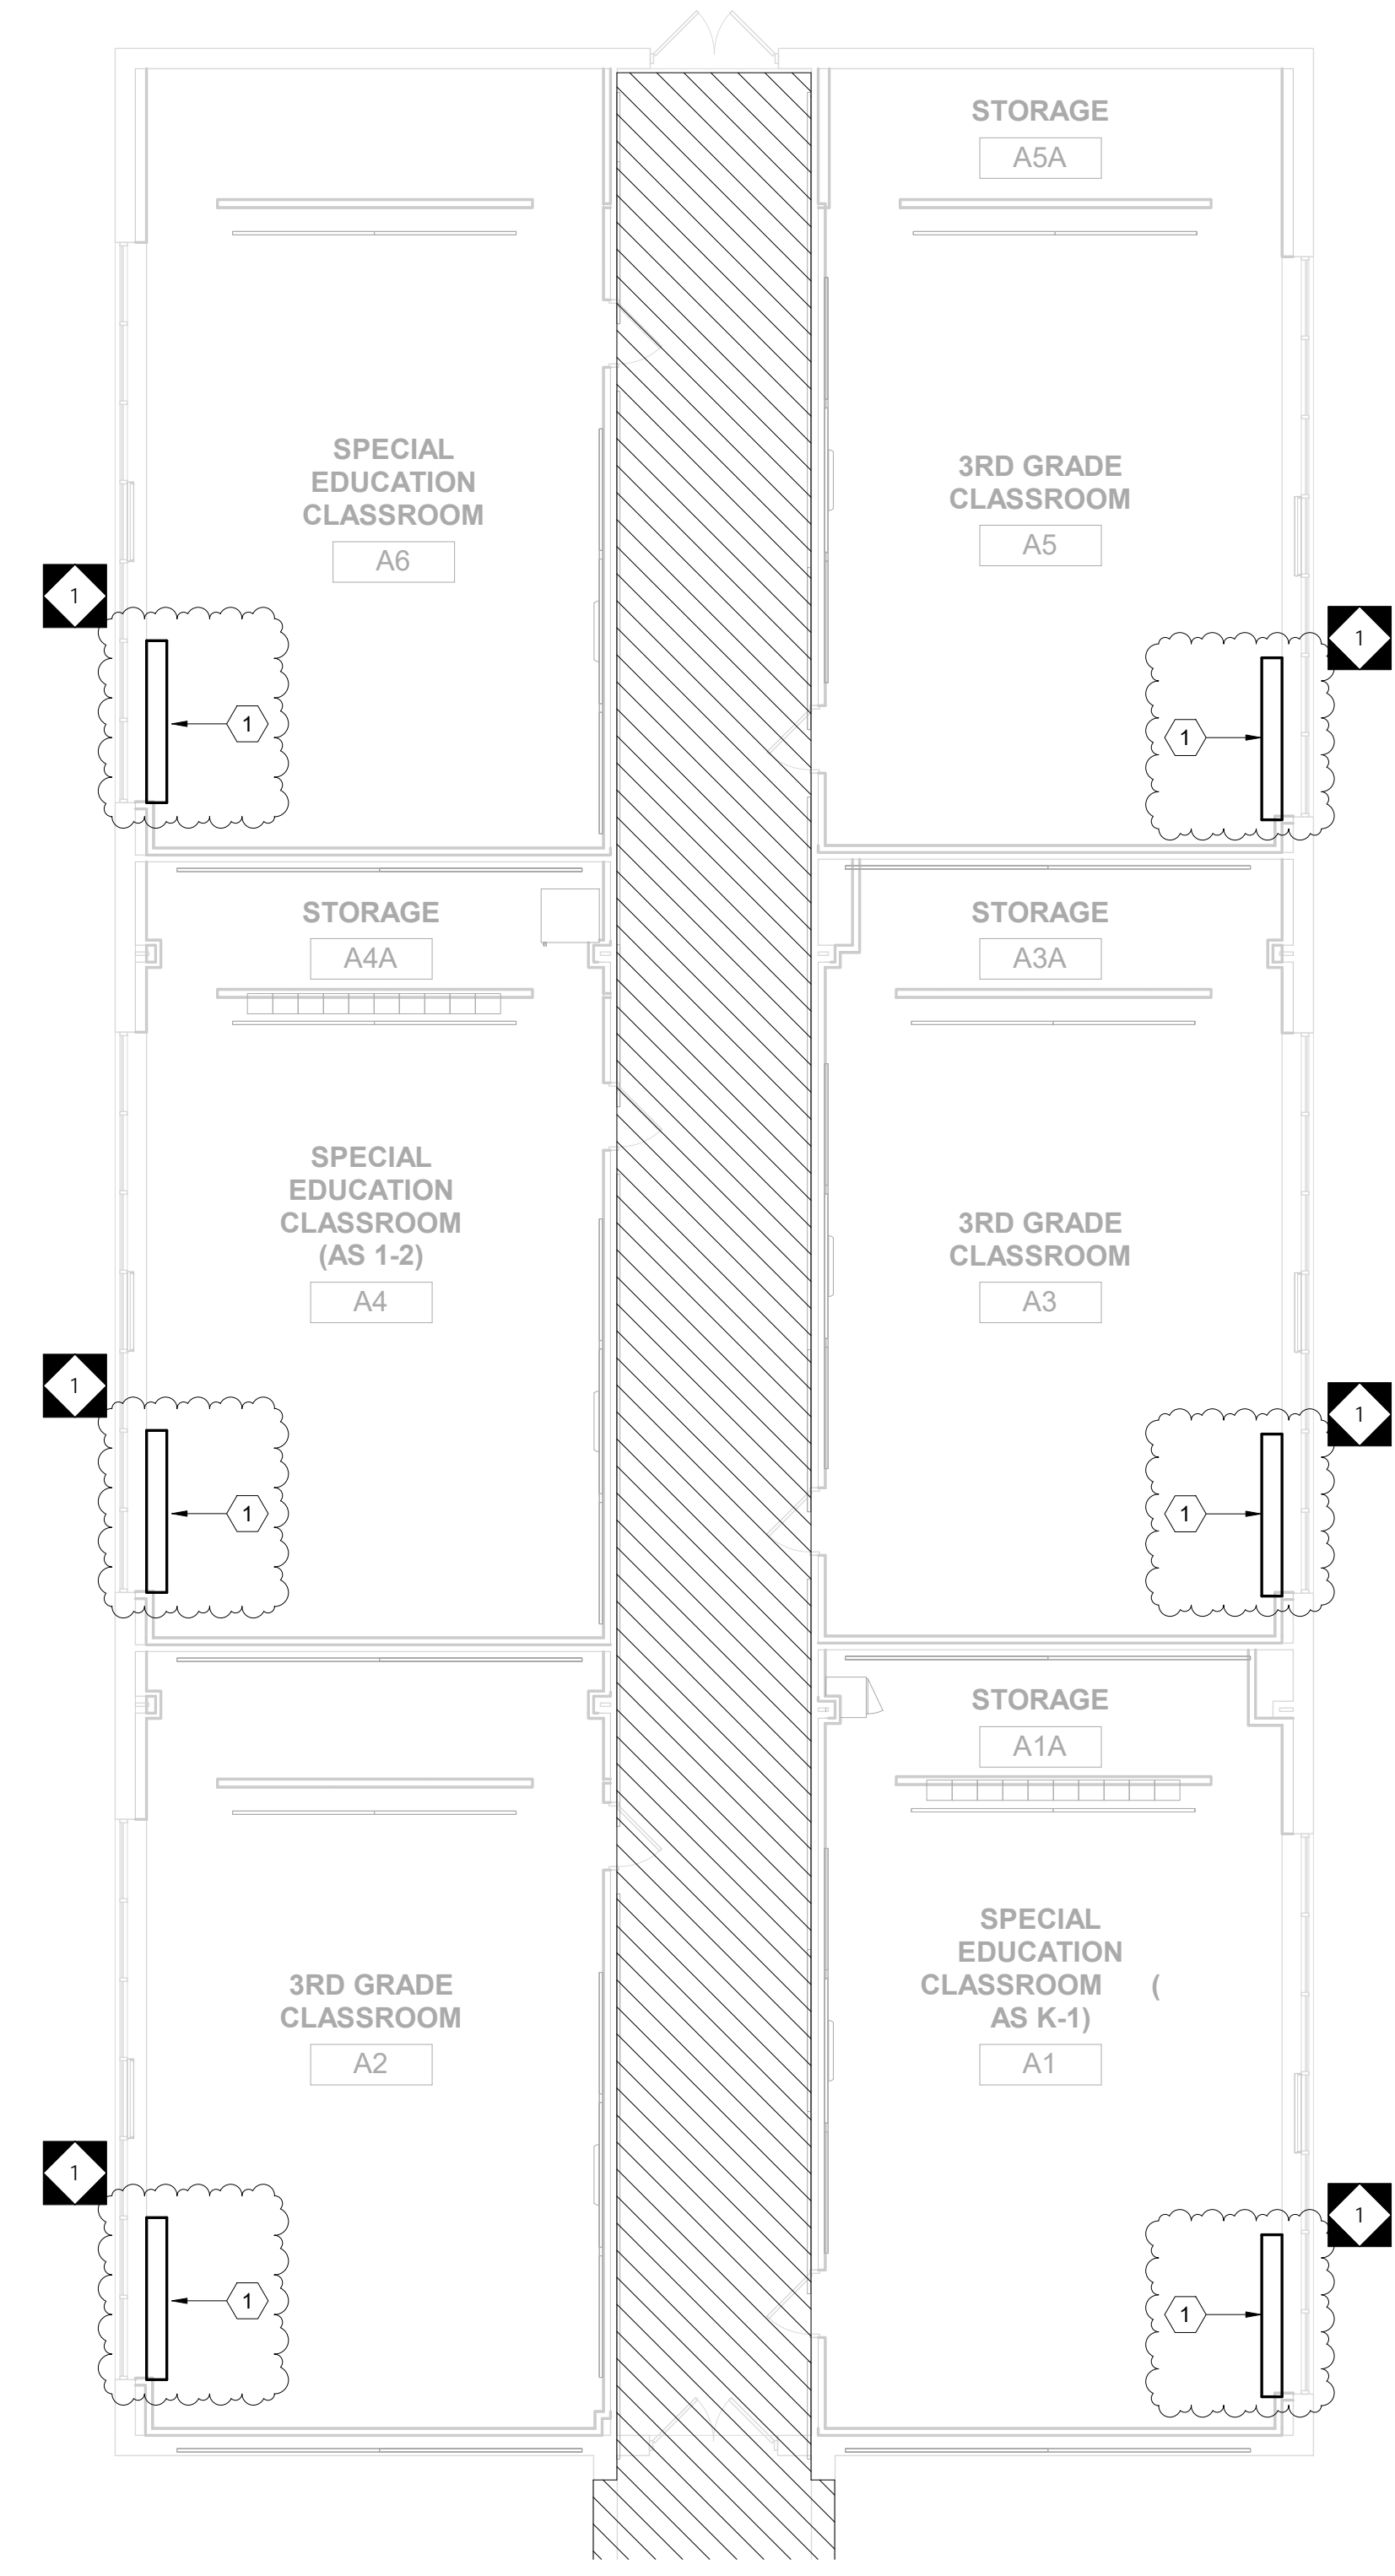 STORAGE
A5A
SPECIAL
EDUCATION
CLASSROOM
A6
3RD GRADE
CLASSROOM
A5
1
1
1
1
STORAGE
A4A
STORAGE
A3A
SPECIAL
EDUCATION
CLASSROOM
(AS 1-2)
A4
3RD GRADE
CLASSROOM
A3
1
1
1
1
STORAGE
A1A
3RD GRADE
CLASSROOM
A2
SPECIAL
EDUCATION
CLASSROOM (
AS K-1)
A1
1
1
1
1